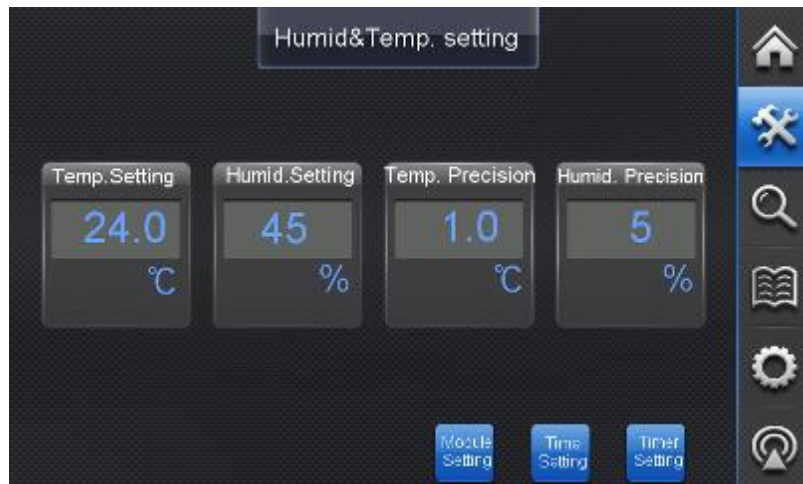 Humid&Temp. setting
Temp.Setting
Humid.Setting
Temp. Precision
Humid. Precision
24.0
45
1.0
5
℃
%
℃
%
Module
Setting
Time
Setting
Timer
Setting